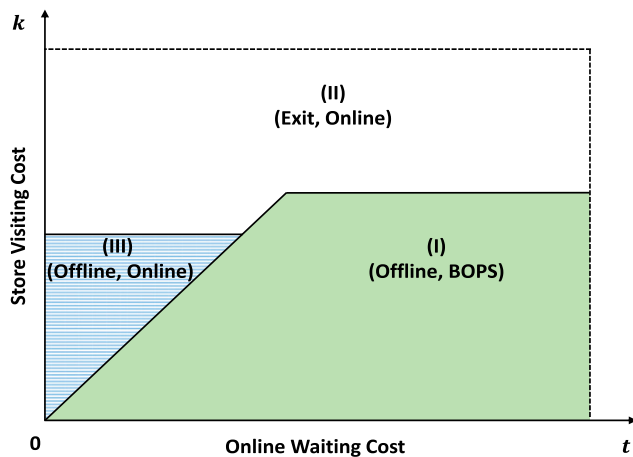 k
(II)
(Exit, Online)
Store Visiting Cost
(III)
(Offline, Online)
(I)
(Offline, BOPS)
0
Online Waiting Cost
t